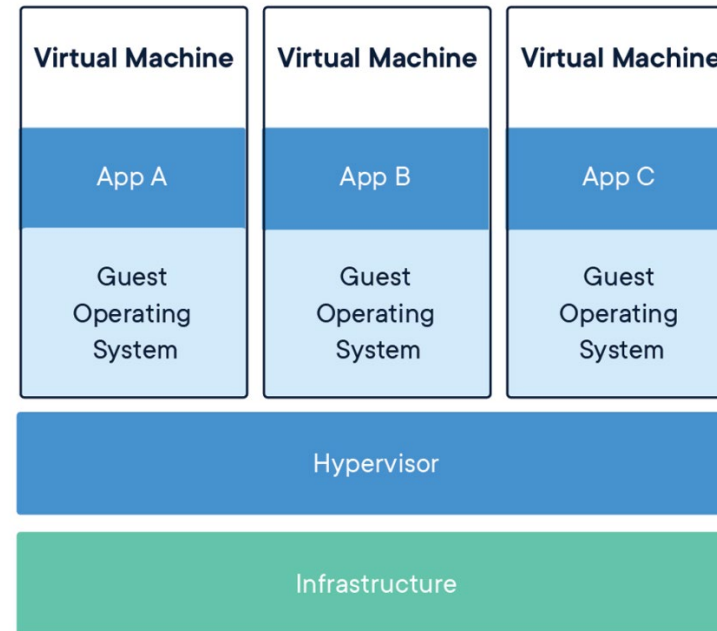 Virtual Machine
Virtual Machine
Virtual Machine
App A
App B
App C
Guest
Operating
System
Guest
Operating
System
Guest
Operating
System
Hypervisor
Infrastructure